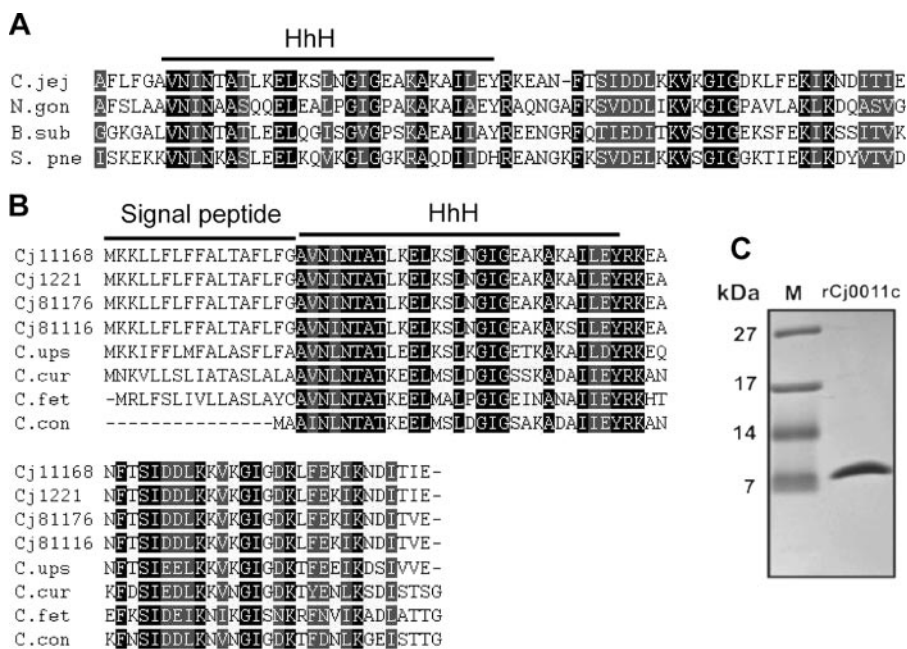 A
HhH
C.jej AFLFGAVNINTATLKELKSLNGIGEAKAKAILEYRKEAN-FTSIDDLKKVKGIGDKLFEKIKNDITIE
N.gon AFSLAAVNINAASQQELEALPGIGPAKAKAIAEYRAQNGAFKSVDDLIKVKGIGPAVLAKLKDQASVG
B.sub GGKGALVNINTATLEELQGISGVGPSKAEAIIAYREENGRFQTIEDITKVSGIGEKSFEKIKSSITVK
S. pne ISKEKKVNLNKASLEELKQVKGLGGKRAQDIIDHREANGKFKSVDELKKVSGIGGKTIEKLKDYVTVD
B
Signal peptide HhH
Cj11168 MKKLLFLFFALTAFLFGAVNINTATLKELKSLNGIGEAKAKAILEYRKEA
Cj1221 MKKLLFLFFALTAFLFGAVNINTATLKELKSLNGIGEAKAKAILEYRKEA
Cj81176 MKKLLFLFFALTAFLFGAVNINTATLKELKSLNGIGEAKAKAILEYRKEA
Cj81116 MKKLLFLFFALTAFLFGAVNINTATLKELKSLNGIGEAKAKSILEYRKEA
C.ups MKKIFFLMFALASFLFAAVNLNTATLEELKSLKGIGETKAKAILDYRKEQ
C.cur MNKVLLSLIATASLALAAVNLNTATKEELMSLDGIGSSKADAIIEYRKAN
C.fet -MRLFSLIVLLASLAYCAVNLNTATKEELMALPGIGEINANAIIEYRKHT
C.con ---------------MAAINLNTATKEELMSLDGIGSAKADAIIEYRKAN
Cj11168 NFTSIDDLKKVKGIGDKLFEKIKNDITIE-
Cj1221 NFTSIDDLKKVKGIGDKLFEKIKNDITIE-
Cj81176 NFTSIDDLKKVKGIGDKLFEKIKNDITVE-
Cj81116 NFTSIDDLKKVKGIGDKLFEKIKNDITVE-
C.ups NFTSIEELKKVKGIGDKTFEEIKDSIVVE-
C.cur KFDSIEDLKKVNGIGDKTYENLKSDISTSG
C.fet EFKSIDEIKNIKGISNKRFNVIKADLATTG
C.con KFNSIDDLKNVNGIGDKTFDNLKGEISTTG
C
kDa M rCj0011c
27
17
14
7